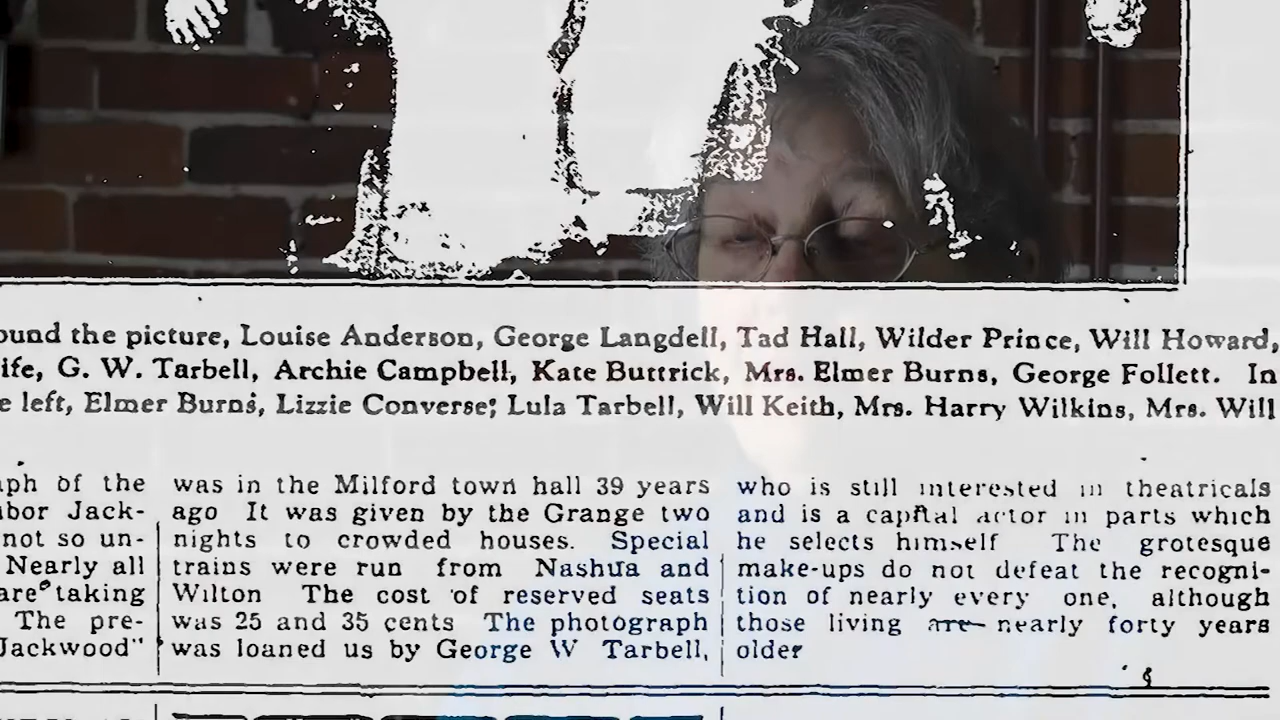 ound the picture, Louise Anderson, George Langdell, Tad Hall, Wilder Prince, Will Howard,
ife, G. W. Tarbell, Archie Campbell, Kate Buttrick, Mrs. Elmer Burns, George Follett. In
e left, Elmer Burns, Lizzie Converse; Lula Tarbell, Will Keith, Mrs. Harry Wilkins, Mrs. Will
aph of the
abor Jack-
not so un-
Nearly all
are taking
The pre-
Jackwood"
was in the Milford town hall 39 years
ago It was given by the Grange two
nights to crowded houses. Special
trains were run from Nashua and
Wilton The cost of reserved seats
was 25 and 35 cents The photograph
was loaned us by George W Tarbell,
who is still interested in theatricals
and is a capital actor in parts which
he selects himself The grotesque
make-ups do not defeat the recogni-
tion of nearly every one, although
those living are nearly forty years
older